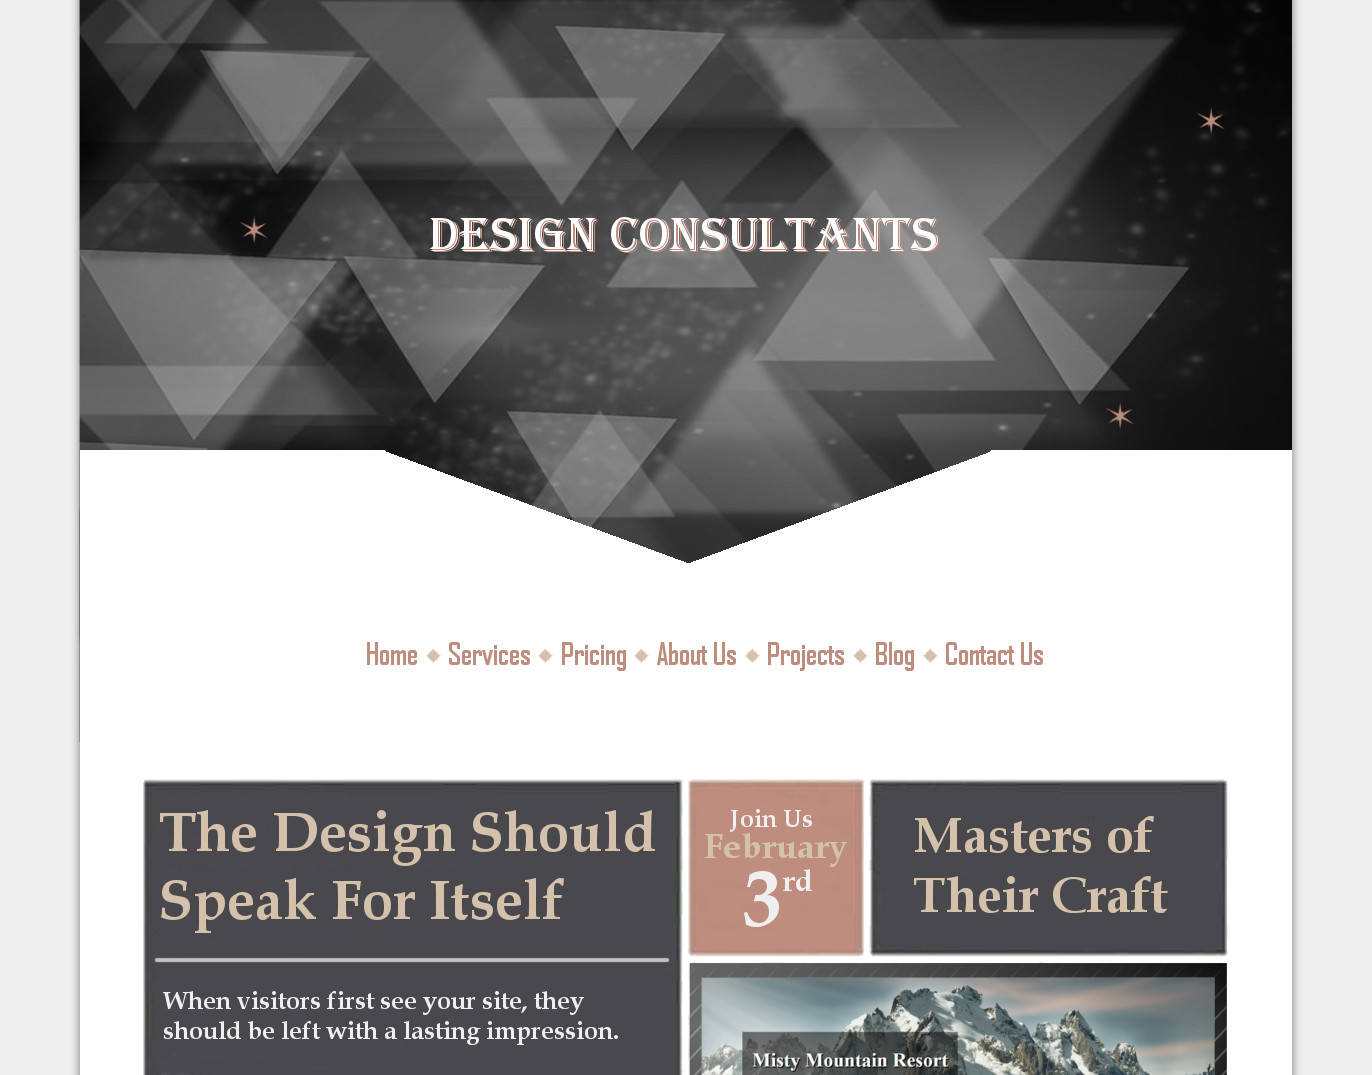 DESIGN CONSULTANTS
Home ◆ Services ◆ Pricing ◆ About Us ◆ Projects ◆ Blog ◆ Contact Us
The Design Should
Speak For Itself
When visitors first see your site, they
should be left with a lasting impression.
Join Us
February
3rd
Masters of
Their Craft
Misty Mountain Resort